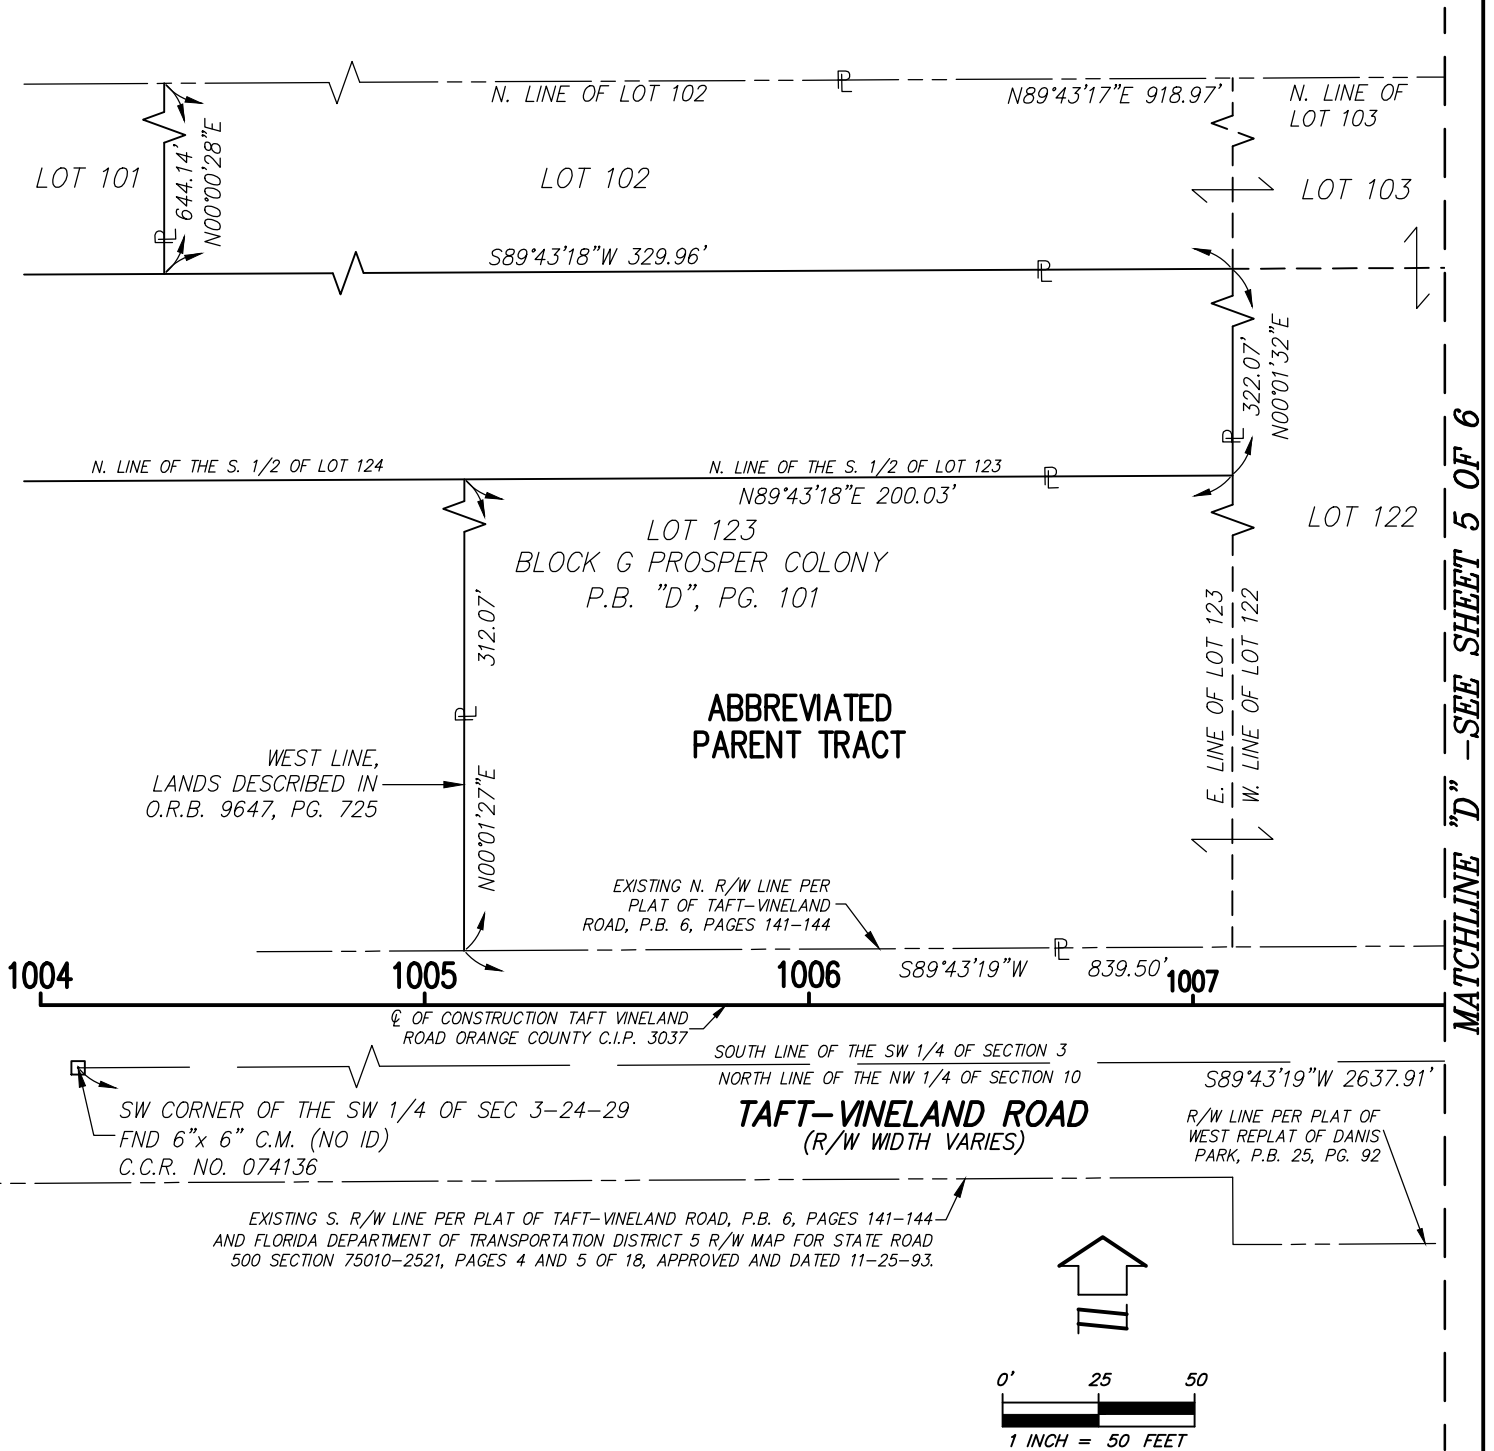 N. LINE OF LOT 102
N89°43'17"E 918.97'
N. LINE OF
LOT 103
644.14'
N00°00'28"E
LOT 101
LOT 102
LOT 103
S89°43'18"W 329.96'
322.07'
N00°01'32"E
N. LINE OF THE S. 1/2 OF LOT 124
N. LINE OF THE S. 1/2 OF LOT 123
N89°43'18"E 200.03'
LOT 123
BLOCK G PROSPER COLONY
P.B. "D", PG. 101
LOT 122
312.07'
N00°01'27"E
E. LINE OF LOT 123
W. LINE OF LOT 122
ABBREVIATED
PARENT TRACT
WEST LINE,
LANDS DESCRIBED IN
O.R.B. 9647, PG. 725
EXISTING N. R/W LINE PER
PLAT OF TAFT-VINELAND
ROAD, P.B. 6, PAGES 141-144
S89°43'19"W 839.50'
1004
1005
1006
1007
℄ OF CONSTRUCTION TAFT VINELAND
ROAD ORANGE COUNTY C.I.P. 3037
SOUTH LINE OF THE SW 1/4 OF SECTION 3
NORTH LINE OF THE NW 1/4 OF SECTION 10
S89°43'19"W 2637.91'
SW CORNER OF THE SW 1/4 OF SEC 3-24-29
FND 6"x 6" C.M. (NO ID)
C.C.R. NO. 074136
TAFT-VINELAND ROAD
(R/W WIDTH VARIES)
R/W LINE PER PLAT OF
WEST REPLAT OF DANIS
PARK, P.B. 25, PG. 92
EXISTING S. R/W LINE PER PLAT OF TAFT-VINELAND ROAD, P.B. 6, PAGES 141-144
AND FLORIDA DEPARTMENT OF TRANSPORTATION DISTRICT 5 R/W MAP FOR STATE ROAD
500 SECTION 75010-2521, PAGES 4 AND 5 OF 18, APPROVED AND DATED 11-25-93.
MATCHLINE "D" -SEE SHEET 5 OF 6
0' 25 50
1 INCH = 50 FEET